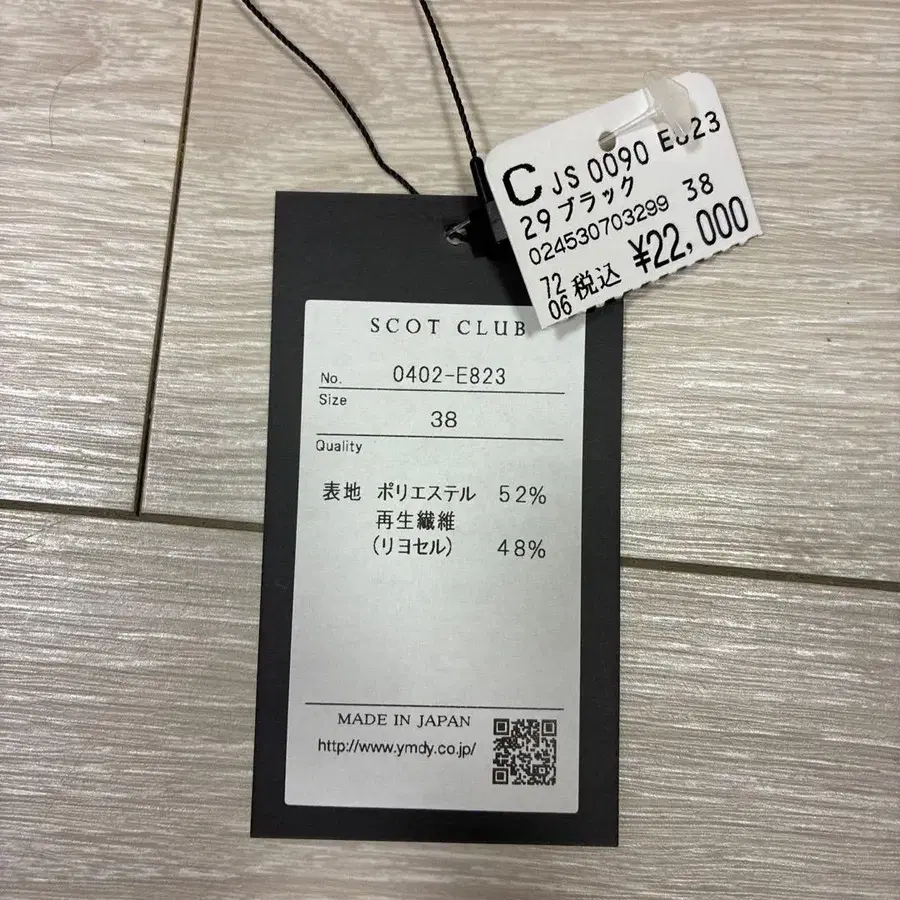 C JS 0090 E823
29 ブラック 38
024530703299
72
06 税込 ¥22,000
SCOT CLUB
No. 0402-E823
Size
38
Quality
表地 ポリエステル 52%
再生繊維
(リヨセル) 48%
MADE IN JAPAN
http://www.ymdy.co.jp/